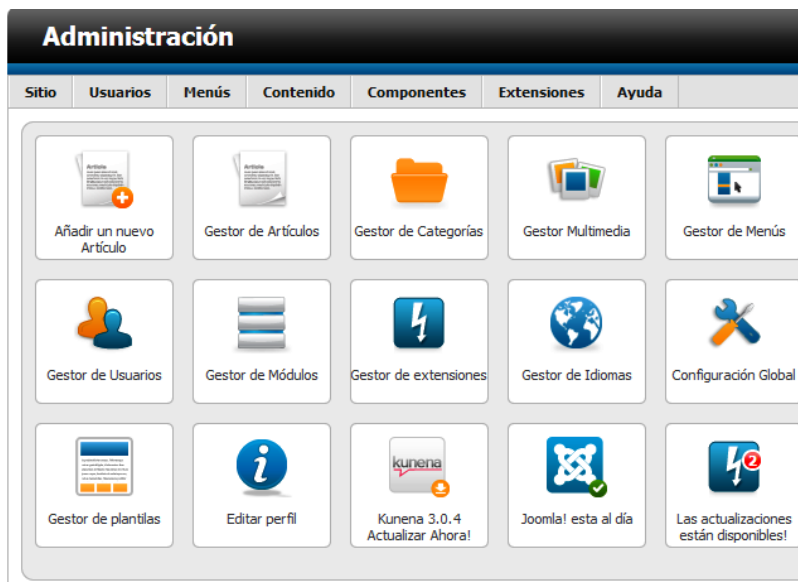 Administración
Sitio Usuarios Menús Contenido Componentes Extensiones Ayuda
Añadir un nuevo
Artículo
Gestor de Artículos
Gestor de Categorías
Gestor Multimedia
Gestor de Menús
Gestor de Usuarios
Gestor de Módulos
Gestor de extensiones
Gestor de Idiomas
Configuración Global
Gestor de plantilas
Editar perfil
kunena
Kunena 3.0.4
Actualizar Ahora!
Joomla! esta al día
2
Las actualizaciones
están disponibles!